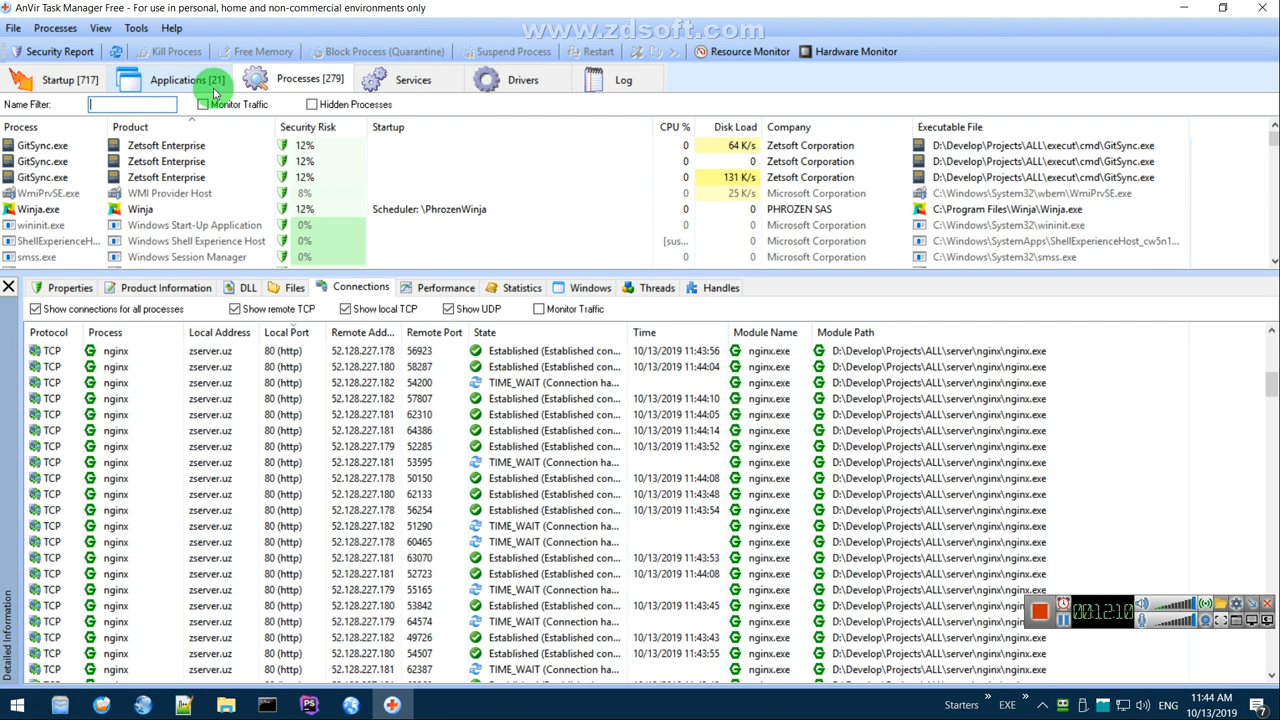 AnVir Task Manager Free - For use in personal, home and non-commercial environments only
www.zdsoft.com
File Processes View Tools Help
Security Report Kill Process Free Memory Block Process (Quarantine) Suspend Process Restart Resource Monitor Hardware Monitor
Startup [717] Applications [21] Processes [279] Services Drivers Log
Name Filter: Monitor Traffic Hidden Processes
Process Product Security Risk Startup CPU % Disk Load Company Executable File
GitSync.exe Zetsoft Enterprise 12% 0 64 K/s Zetsoft Corporation D:\Develop\Projects\ALL\execut\cmd\GitSync.exe
GitSync.exe Zetsoft Enterprise 12% 0 0 Zetsoft Corporation D:\Develop\Projects\ALL\execut\cmd\GitSync.exe
GitSync.exe Zetsoft Enterprise 12% 0 131 K/s Zetsoft Corporation D:\Develop\Projects\ALL\execut\cmd\GitSync.exe
WmiPrvSE.exe WMI Provider Host 8% 0 25 K/s Microsoft Corporation C:\Windows\System32\wbem\WmiPrvSE.exe
Winja.exe Winja 12% Scheduler: \PhrozenWinja 0 0 PHROZEN SAS C:\Program Files\Winja\Winja.exe
wininit.exe Windows Start-Up Application 0% 0 0 Microsoft Corporation C:\Windows\System32\wininit.exe
ShellExperienceH... Windows Shell Experience Host 0% [sus... 0 Microsoft Corporation C:\Windows\SystemApps\ShellExperienceHost_cw5n1...
smss.exe Windows Session Manager 0% 0 0 Microsoft Corporation C:\Windows\System32\smss.exe
Properties Product Information DLL Files Connections Performance Statistics Windows Threads Handles
Show connections for all processes Show remote TCP Show local TCP Show UDP Monitor Traffic
Protocol Process Local Address Local Port Remote Addr... Remote Port State Time Module Name Module Path
TCP nginx zserver.uz 80 (http) 52.128.227.178 56923 Established (Established con... 10/13/2019 11:43:56 nginx.exe D:\Develop\Projects\ALL\server\nginx\nginx.exe
TCP nginx zserver.uz 80 (http) 52.128.227.180 58287 Established (Established con... 10/13/2019 11:44:04 nginx.exe D:\Develop\Projects\ALL\server\nginx\nginx.exe
TCP nginx zserver.uz 80 (http) 52.128.227.182 54200 TIME_WAIT (Connection ha... nginx.exe D:\Develop\Projects\ALL\server\nginx\nginx.exe
TCP nginx zserver.uz 80 (http) 52.128.227.182 57807 Established (Established con... 10/13/2019 11:44:10 nginx.exe D:\Develop\Projects\ALL\server\nginx\nginx.exe
TCP nginx zserver.uz 80 (http) 52.128.227.181 62310 Established (Established con... 10/13/2019 11:44:05 nginx.exe D:\Develop\Projects\ALL\server\nginx\nginx.exe
TCP nginx zserver.uz 80 (http) 52.128.227.181 64386 Established (Established con... 10/13/2019 11:44:14 nginx.exe D:\Develop\Projects\ALL\server\nginx\nginx.exe
TCP nginx zserver.uz 80 (http) 52.128.227.179 52285 Established (Established con... 10/13/2019 11:43:52 nginx.exe D:\Develop\Projects\ALL\server\nginx\nginx.exe
TCP nginx zserver.uz 80 (http) 52.128.227.181 53595 TIME_WAIT (Connection ha... nginx.exe D:\Develop\Projects\ALL\server\nginx\nginx.exe
TCP nginx zserver.uz 80 (http) 52.128.227.178 50150 Established (Established con... 10/13/2019 11:44:08 nginx.exe D:\Develop\Projects\ALL\server\nginx\nginx.exe
TCP nginx zserver.uz 80 (http) 52.128.227.180 62133 Established (Established con... 10/13/2019 11:43:48 nginx.exe D:\Develop\Projects\ALL\server\nginx\nginx.exe
TCP nginx zserver.uz 80 (http) 52.128.227.178 56254 Established (Established con... 10/13/2019 11:43:54 nginx.exe D:\Develop\Projects\ALL\server\nginx\nginx.exe
TCP nginx zserver.uz 80 (http) 52.128.227.182 51290 TIME_WAIT (Connection ha... nginx.exe D:\Develop\Projects\ALL\server\nginx\nginx.exe
TCP nginx zserver.uz 80 (http) 52.128.227.178 60465 TIME_WAIT (Connection ha... nginx.exe D:\Develop\Projects\ALL\server\nginx\nginx.exe
TCP nginx zserver.uz 80 (http) 52.128.227.181 63070 Established (Established con... 10/13/2019 11:43:53 nginx.exe D:\Develop\Projects\ALL\server\nginx\nginx.exe
TCP nginx zserver.uz 80 (http) 52.128.227.181 52723 Established (Established con... 10/13/2019 11:44:08 nginx.exe D:\Develop\Projects\ALL\server\nginx\nginx.exe
TCP nginx zserver.uz 80 (http) 52.128.227.179 55165 TIME_WAIT (Connection ha... nginx.exe D:\Develop\Projects\ALL\server\nginx\nginx.exe
TCP nginx zserver.uz 80 (http) 52.128.227.180 53842 Established (Established con... 10/13/2019 11:43:45 nginx.exe D:\Develop\Projects\ALL\server\nginx\nginx.exe
TCP nginx zserver.uz 80 (http) 52.128.227.179 64574 TIME_WAIT (Connection ha... nginx.exe D:\Develop\Projects\ALL\server\nginx\nginx.exe
TCP nginx zserver.uz 80 (http) 52.128.227.182 49726 Established (Established con... 10/13/2019 11:43:43 nginx.exe D:\Develop\Projects\ALL\server\nginx\nginx.exe
TCP nginx zserver.uz 80 (http) 52.128.227.180 54507 Established (Established con... 10/13/2019 11:43:55 nginx.exe D:\Develop\Projects\ALL\server\nginx\nginx.exe
TCP nginx zserver.uz 80 (http) 52.128.227.181 62387 TIME_WAIT (Connection ha... nginx.exe D:\Develop\Projects\ALL\server\nginx\nginx.exe
Detailed Information
00:12:10
Starters EXE ENG 11:44 AM
10/13/2019
7